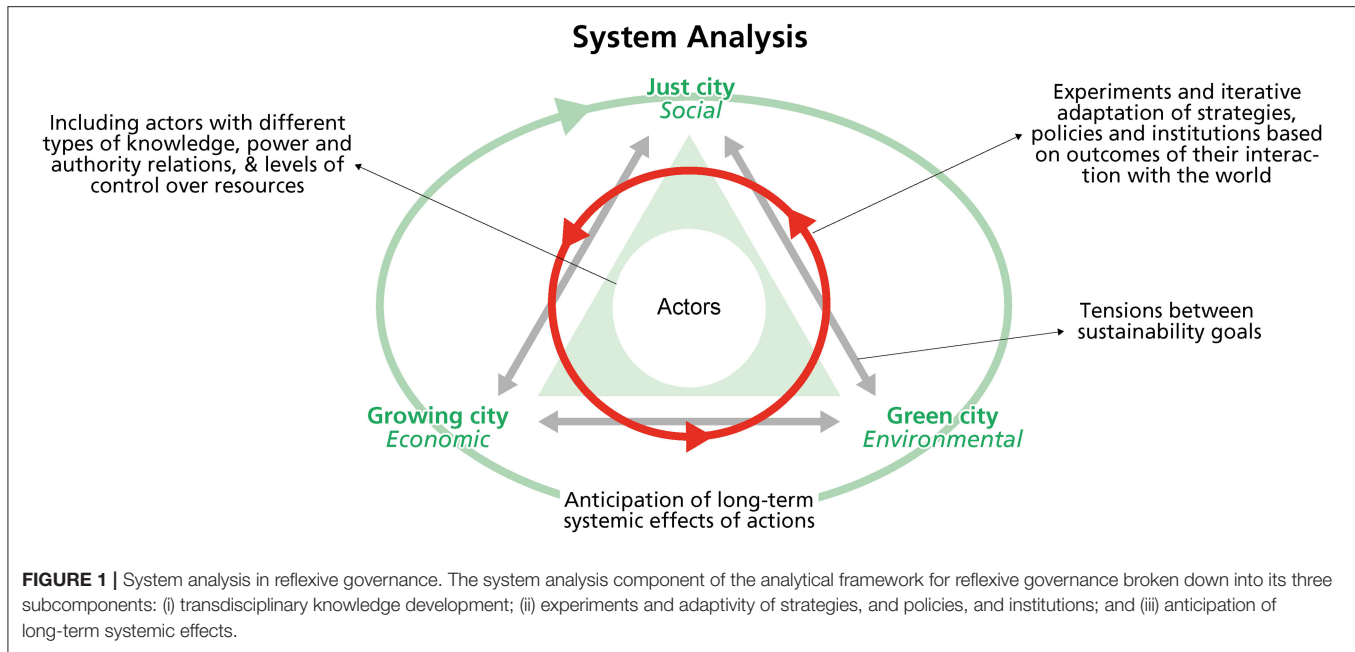 System Analysis
Just city
Social
Including actors with different
types of knowledge, power and
authority relations, & levels of
control over resources
Experiments and iterative
adaptation of strategies,
policies and institutions based
on outcomes of their interac-
tion with the world
Actors
Tensions between
sustainability goals
Growing city
Economic
Green city
Environmental
Anticipation of long-term
systemic effects of actions
FIGURE 1 | System analysis in reflexive governance. The system analysis component of the analytical framework for reflexive governance broken down into its three
subcomponents: (i) transdisciplinary knowledge development; (ii) experiments and adaptivity of strategies, and policies, and institutions; and (iii) anticipation of
long-term systemic effects.